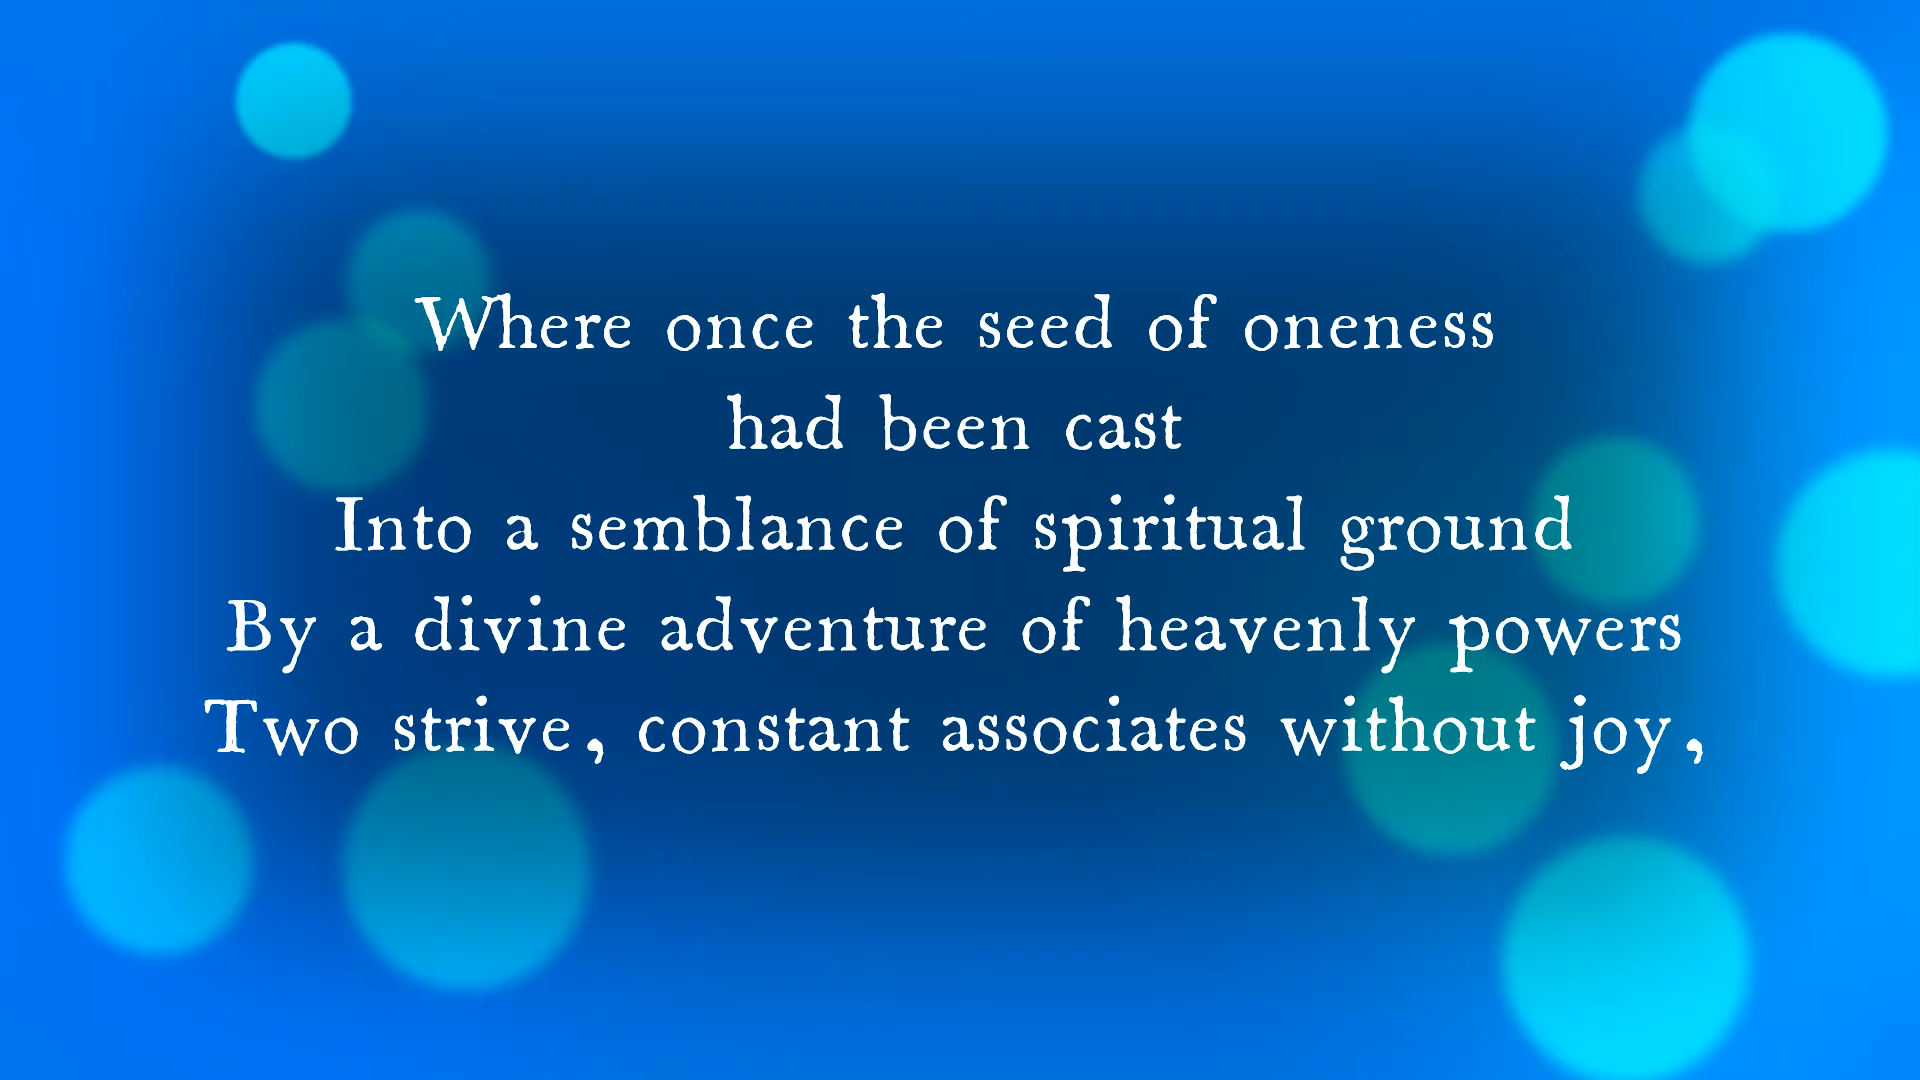 Where once the seed of oneness
had been cast
Into a semblance of spiritual ground
By a divine adventure of heavenly powers
Two strive, constant associates without joy,